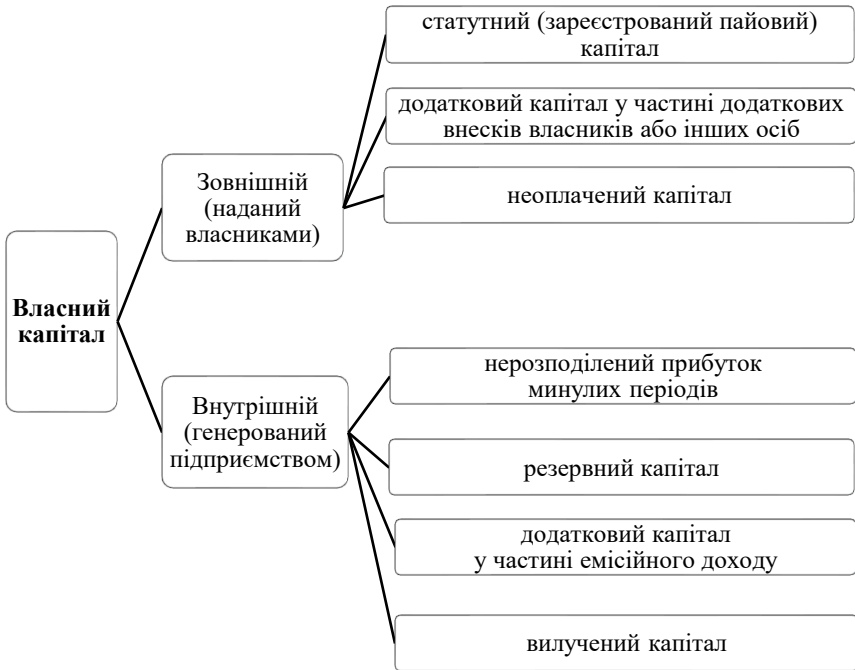 Власний
капітал
Зовнішній
(наданий
власниками)
статутний (зареєстрований пайовий)
капітал
додатковий капітал у частині додаткових
внесків власників або інших осіб
неоплачений капітал
Внутрішній
(генерований
підприємством)
нерозподілений прибуток
минулих періодів
резервний капітал
додатковий капітал
у частині емісійного доходу
вилучений капітал